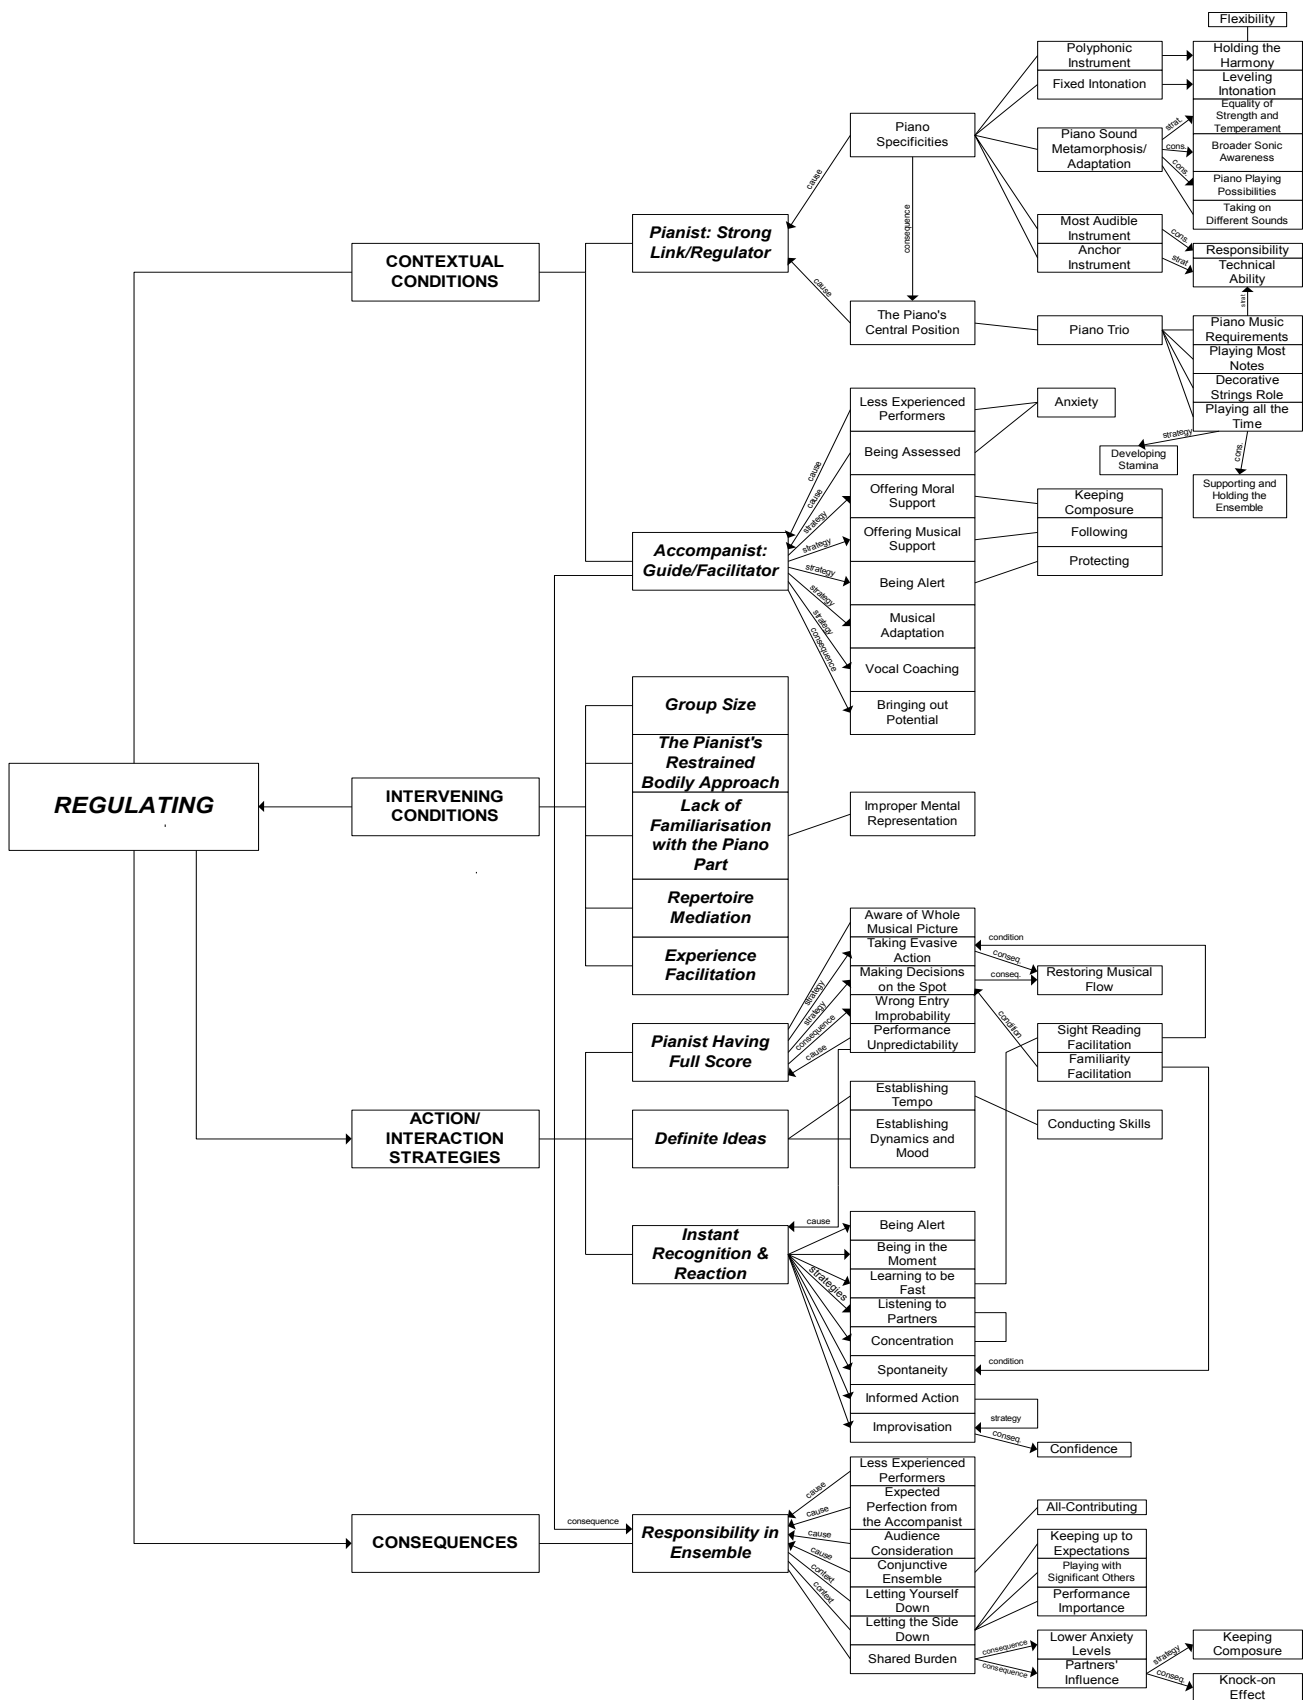 Flexibility
Polyphonic
Instrument
Holding the
Harmony
Fixed Intonation
Leveling
Intonation
Piano
Specificities
Piano Sound
Metamorphosis/
Adaptation
strat.
cons.
cons.
Equality of
Strength and
Temperament
Broader Sonic
Awareness
Piano Playing
Possibilities
Taking on
Different Sounds
cause
consequence
Pianist: Strong
Link/Regulator
Most Audible
Instrument
Anchor
Instrument
cons.
strat.
Responsibility
Technical
Ability
strat.
CONTEXTUAL
CONDITIONS
cause
The Piano's
Central Position
Piano Trio
Piano Music
Requirements
Playing Most
Notes
Decorative
Strings Role
Playing all the
Time
strategy
cons.
Developing
Stamina
Supporting and
Holding the
Ensemble
Less Experienced
Performers
Anxiety
Being Assessed
Offering Moral
Support
Keeping
Composure
Offering Musical
Support
Following
Being Alert
Protecting
Musical
Adaptation
Vocal Coaching
Bringing out
Potential
cause
cause
strategy
strategy
strategy
strategy
strategy
consequence
Accompanist:
Guide/Facilitator
Group Size
The Pianist's
Restrained
Bodily Approach
Lack of
Familiarisation
with the Piano
Part
Improper Mental
Representation
Repertoire
Mediation
Experience
Facilitation
REGULATING
INTERVENING
CONDITIONS
Aware of Whole
Musical Picture
Taking Evasive
Action
Making Decisions
on the Spot
Wrong Entry
Improbability
Performance
Unpredictability
condition
conseq.
conseq.
Restoring Musical
Flow
condition
Sight Reading
Facilitation
Familiarity
Facilitation
strategy
strategy
consequence
cause
Pianist Having
Full Score
ACTION/
INTERACTION
STRATEGIES
Definite Ideas
Establishing
Tempo
Establishing
Dynamics and
Mood
Conducting Skills
cause
Instant
Recognition &
Reaction
strategies
Being Alert
Being in the
Moment
Learning to be
Fast
Listening to
Partners
Concentration
Spontaneity
condition
Informed Action
strategy
Improvisation
conseq.
Confidence
CONSEQUENCES
consequence
Responsibility in
Ensemble
cause
cause
cause
cause
context
context
Less Experienced
Performers
Expected
Perfection from
the Accompanist
Audience
Consideration
Conjunctive
Ensemble
Letting Yourself
Down
Letting the Side
Down
Shared Burden
All-Contributing
Keeping up to
Expectations
Playing with
Significant Others
Performance
Importance
consequence
consequence
Lower Anxiety
Levels
Partners'
Influence
strategy
conseq.
Keeping
Composure
Knock-on
Effect